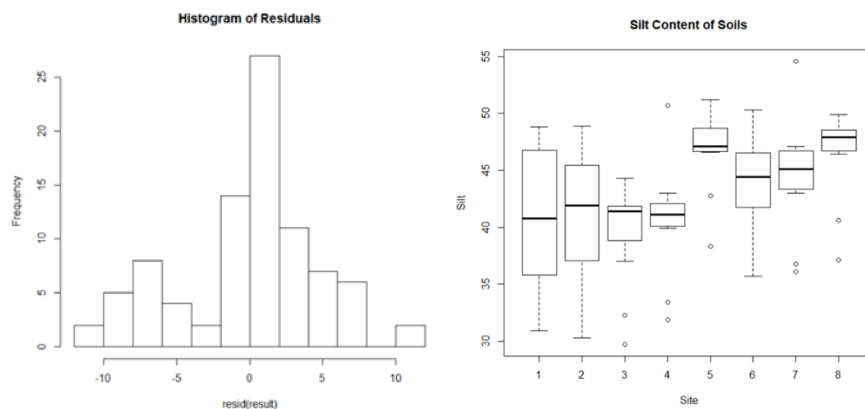 Histogram of Residuals
Frequency
0
5
10
15
20
25
-10 -5 0 5 10
resid(result)
Silt Content of Soils
Silt
30
35
40
45
50
55
1 2 3 4 5 6 7 8
Site